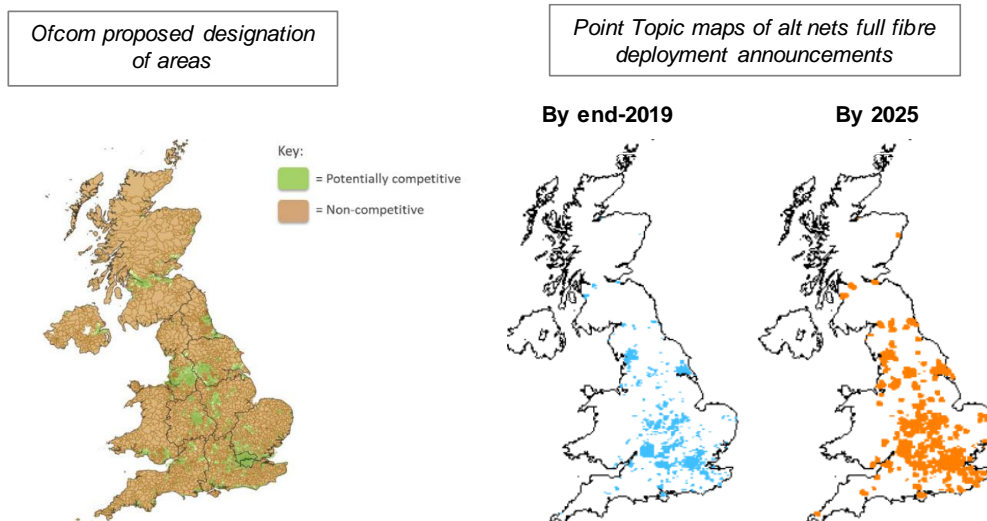 Ofcom proposed designation
of areas
Point Topic maps of alt nets full fibre
deployment announcements
By end-2019
By 2025
Key:
= Potentially competitive
= Non-competitive